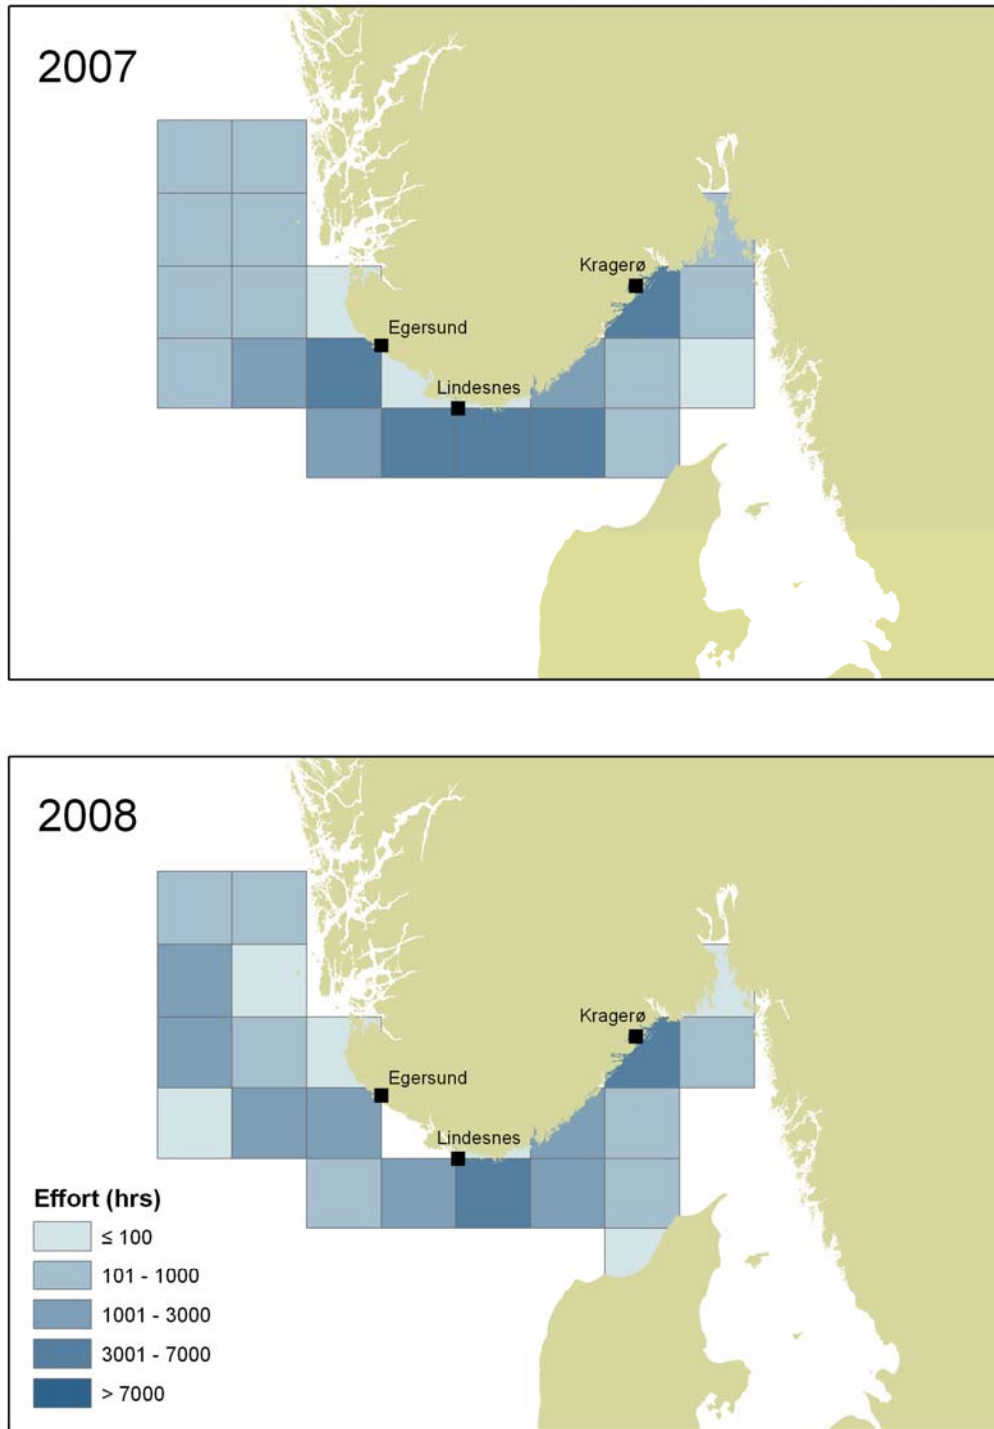 2007
Kragerø
Egersund
Lindesnes
2008
Kragerø
Egersund
Lindesnes
Effort (hrs)
≤ 100
101 - 1000
1001 - 3000
3001 - 7000
> 7000